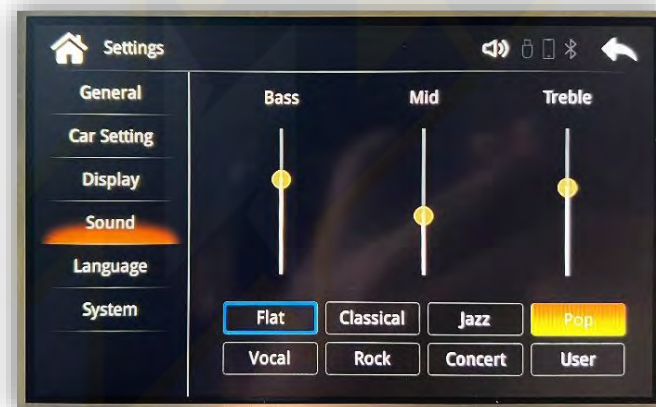 Settings
General
Car Setting
Display
Sound
Language
System
Bass Mid Treble
Flat Classical Jazz Pop
Vocal Rock Concert User